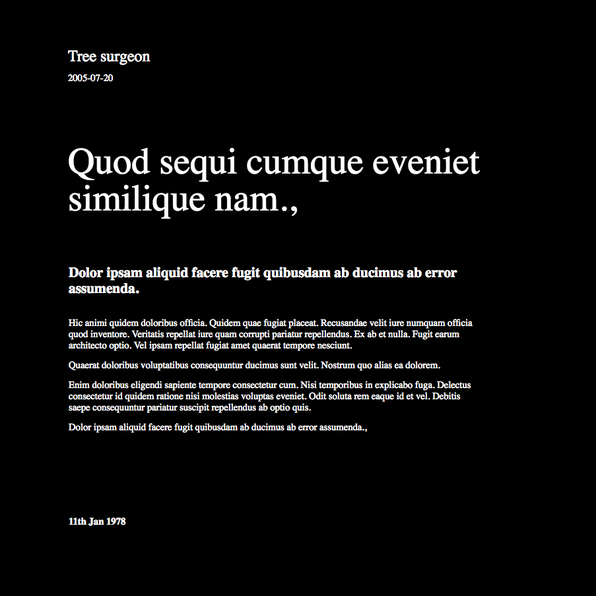 Tree surgeon
2005-07-20
Quod sequi cumque eveniet
similique nam.,
Dolor ipsam aliquid facere fugit quibusdam ab ducimus ab error
assumenda.
Hic animi quidem doloribus officia. Quidem quae fugiat placeat. Recusandae velit iure numquam officia
quod inventore. Veritatis repellat iure quam corrupti pariatur repellendus. Ex ab et nulla. Fugit earum
architecto optio. Vel ipsam repellat fugiat amet quaerat tempore nesciunt.
Quaerat doloribus voluptatibus consequuntur ducimus sunt velit. Nostrum quo alias ea dolorem.
Enim doloribus eligendi sapiente tempore consectetur cum. Nisi temporibus in explicabo fuga. Delectus
consectetur id quidem ratione nisi molestias voluptas eveniet. Odit soluta rem eaque id et vel. Debitis
saepe consequuntur pariatur suscipit repellendus ab optio quis.
Dolor ipsam aliquid facere fugit quibusdam ab ducimus ab error assumenda.,
11th Jan 1978